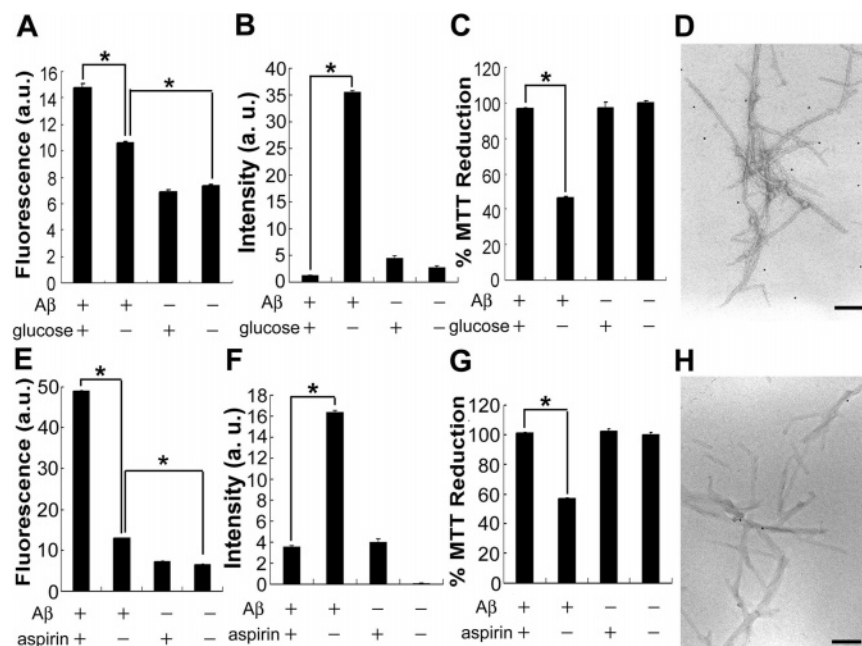 A
Fluorescence (a.u.)
16
14
12
10
8
6
4
2
0
*
*
Aβ + + − −
glucose + − + −
B
Intensity (a. u.)
40
35
30
25
20
15
10
5
0
*
Aβ + + − −
glucose + − + −
C
% MTT Reduction
120
100
80
60
40
20
0
*
Aβ + + − −
glucose + − + −
D
E
Fluorescence (a.u.)
50
40
30
20
10
0
*
*
Aβ + + − −
aspirin + − + −
F
Intensity (a. u.)
18
16
14
12
10
8
6
4
2
0
*
Aβ + + − −
aspirin + − + −
G
% MTT Reduction
120
100
80
60
40
20
0
*
Aβ + + − −
aspirin + − + −
H